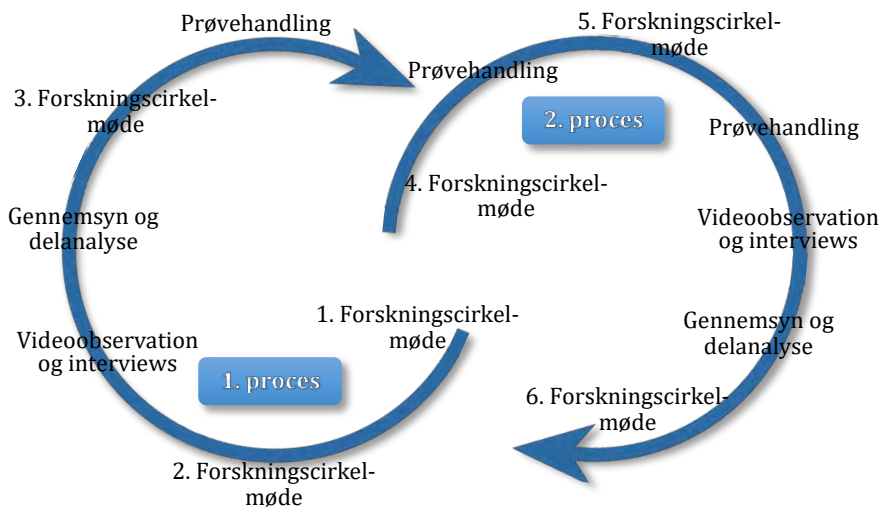 1. proces
1. Forskningscirkel-
møde
2. Forskningscirkel-
møde
Videoobservation
og interviews
Gennemsyn og
delanalyse
3. Forskningscirkel-
møde
Prøvehandling
2. proces
4. Forskningscirkel-
møde
Prøvehandling
5. Forskningscirkel-
møde
Prøvehandling
Videoobservation
og interviews
Gennemsyn og
delanalyse
6. Forskningscirkel-
møde